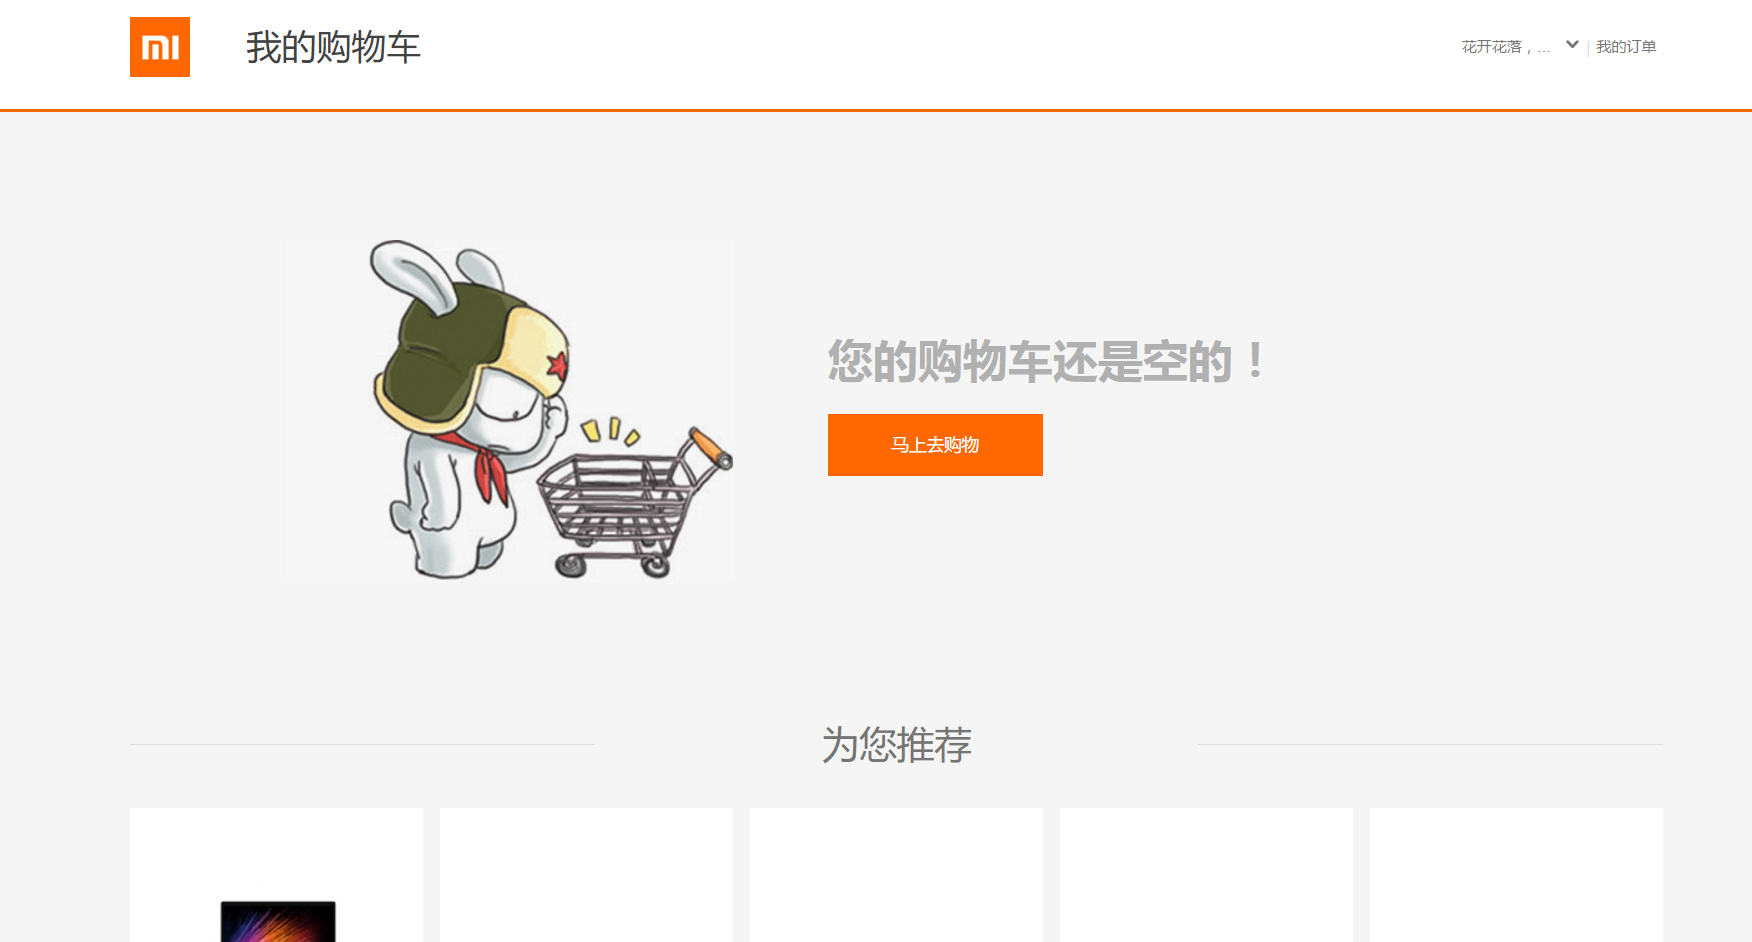 mi
我的购物车
花开花落，... | 我的订单
您的购物车还是空的！
马上去购物
为您推荐